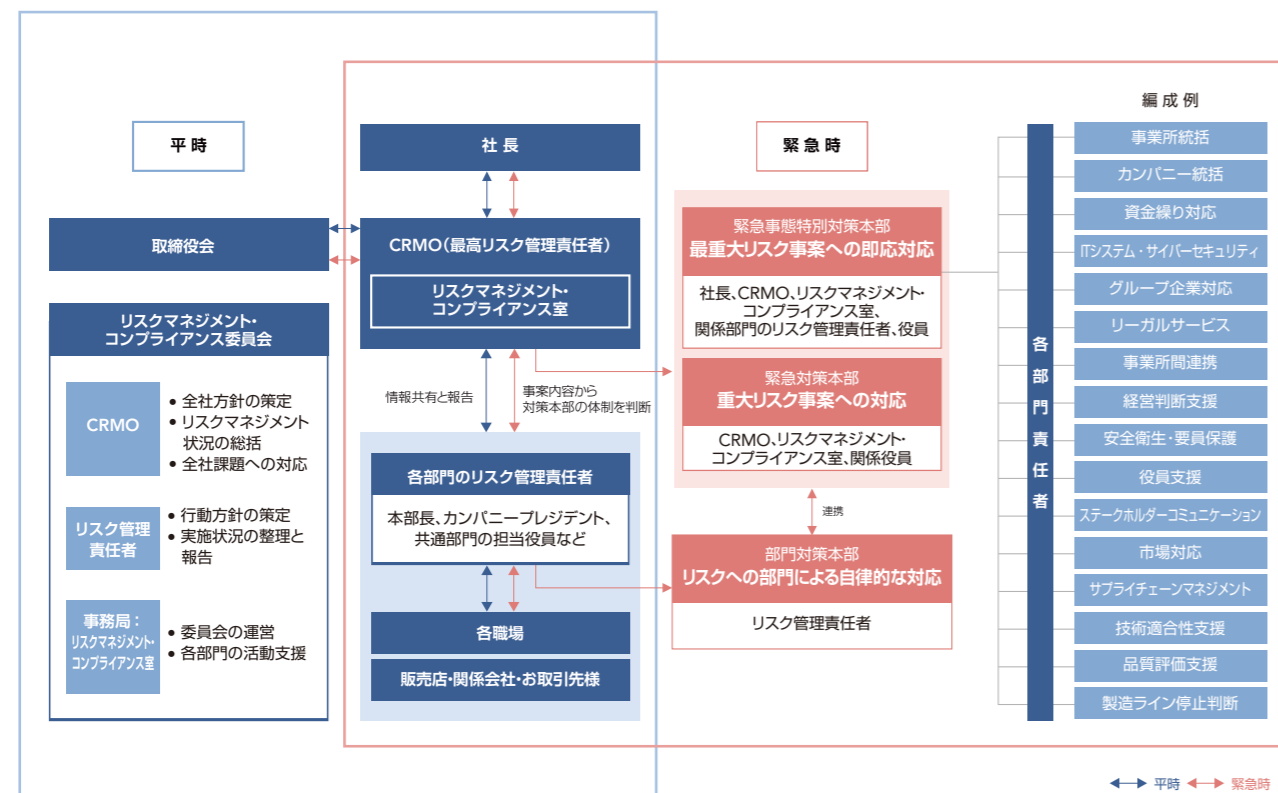 平時
取締役会
リスクマネジメント・
コンプライアンス委員会
CRMO
• 全社方針の策定
• リスクマネジメント
状況の総括
• 全社課題への対応
リスク管理
責任者
• 行動方針の策定
• 実施状況の整理と
報告
事務局：
リスクマネジメント・
コンプライアンス室
• 委員会の運営
• 各部門の活動支援
社長
CRMO（最高リスク管理責任者）
リスクマネジメント・
コンプライアンス室
情報共有と報告
事案内容から
対策本部の体制を判断
各部門のリスク管理責任者
本部長、カンパニープレジデント、
共通部門の担当役員など
各職場
販売店・関係会社・お取引先様
緊急時
緊急事態特別対策本部
最重大リスク事案への即応対応
社長、CRMO、リスクマネジメント・
コンプライアンス室、
関係部門のリスク管理責任者、役員
緊急対策本部
重大リスク事案への対応
CRMO、リスクマネジメント・
コンプライアンス室、関係役員
連携
部門対策本部
リスクへの部門による自律的な対応
リスク管理責任者
各部門責任者
編成例
事業所統括
カンパニー統括
資金繰り対応
ITシステム・サイバーセキュリティ
グループ企業対応
リーガルサービス
事業所間連携
経営判断支援
安全衛生・要員保護
役員支援
ステークホルダーコミュニケーション
市場対応
サプライチェーンマネジメント
技術適合性支援
品質評価支援
製造ライン停止判断
平時 緊急時